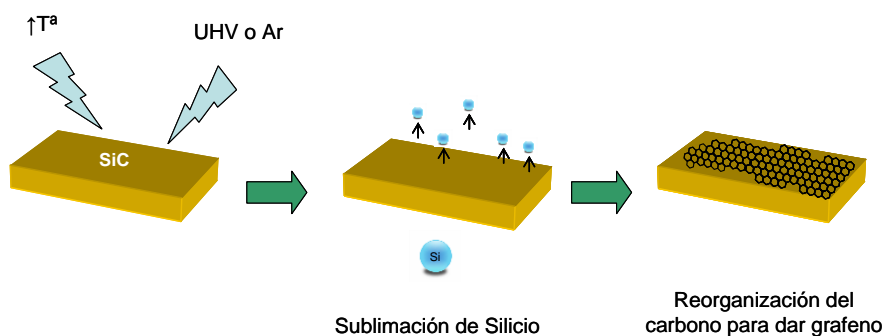 ↑Tª
UHV o Ar
SiC
Si
Sublimación de Silicio
Reorganización del
carbono para dar grafeno